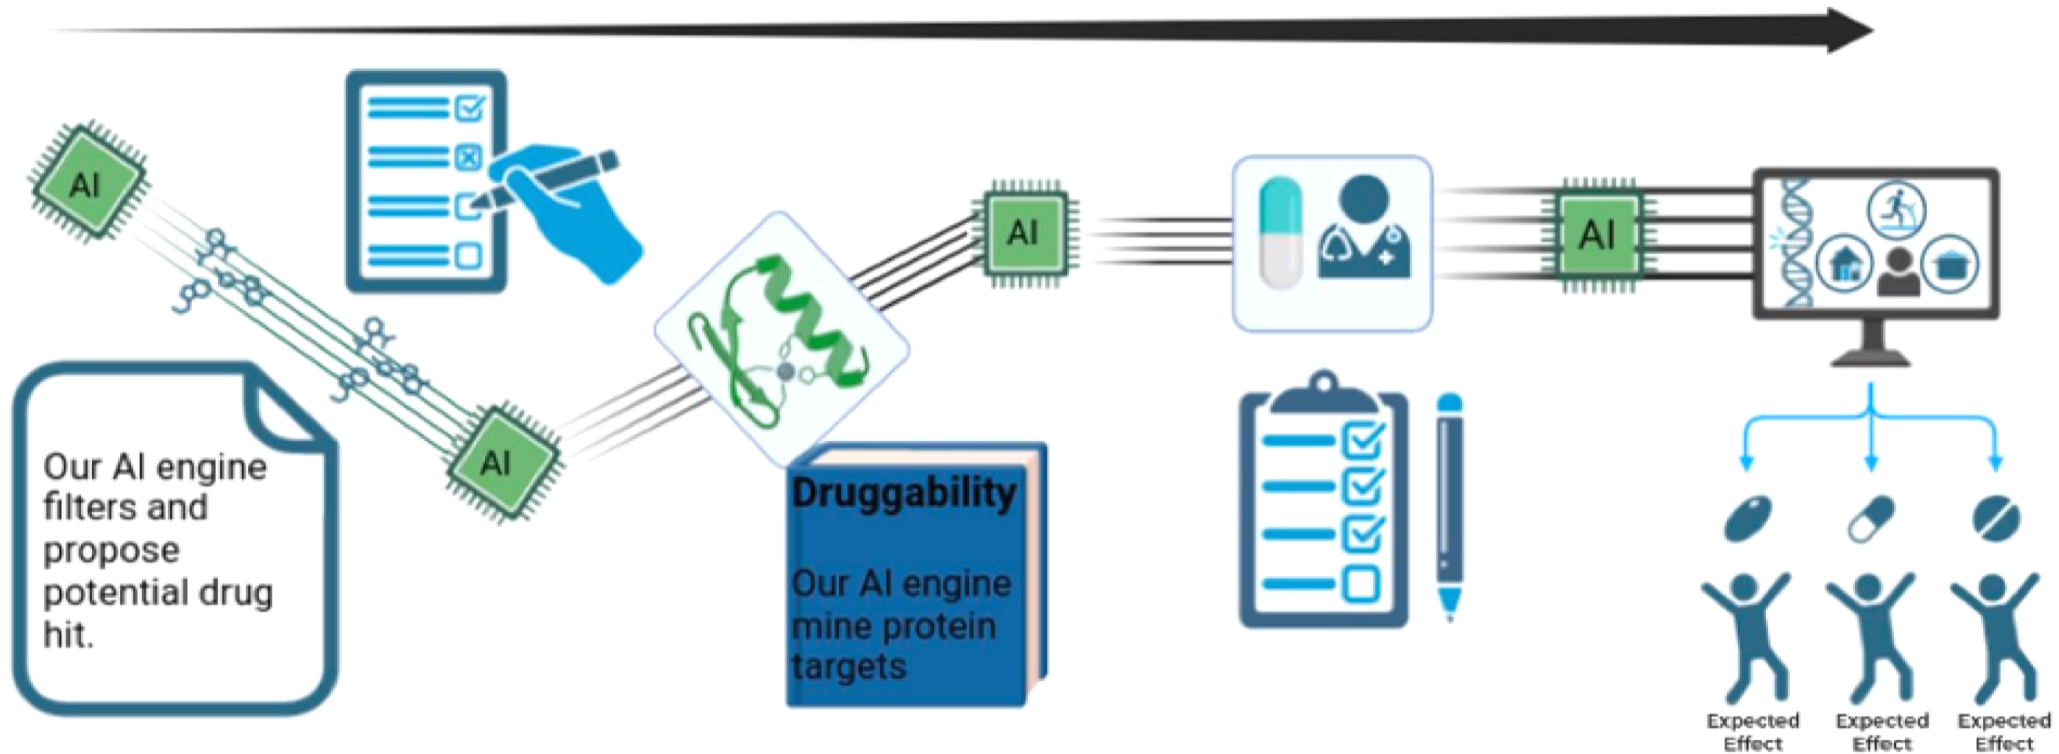 AI
AI
AI
AI
Our AI engine
filters and
propose
potential drug
hit.
Druggability
Our AI engine
mine protein
targets
Expected
Effect
Expected
Effect
Expected
Effect